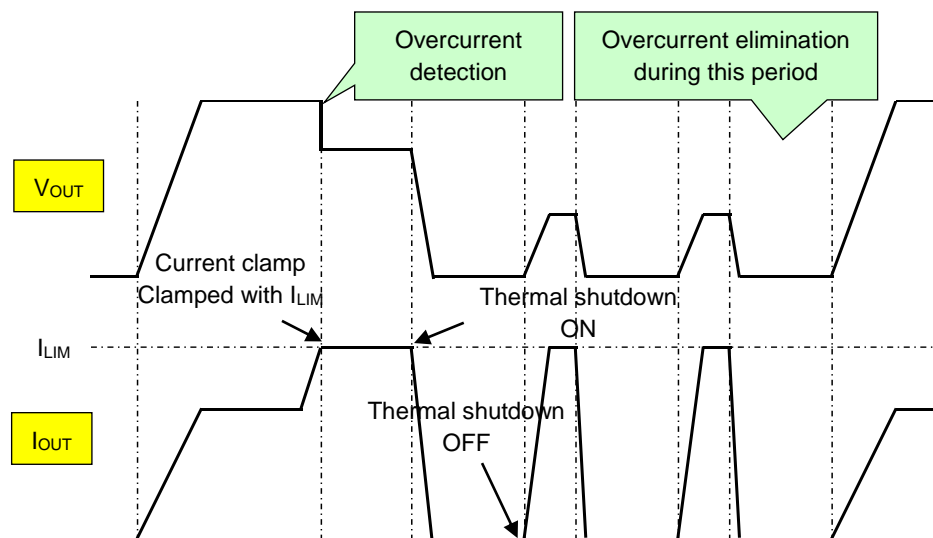 Overcurrent
detection
Overcurrent elimination
during this period
VOUT
Current clamp
Clamped with ILIM
Thermal shutdown
ON
ILIM
Thermal shutdown
OFF
IOUT